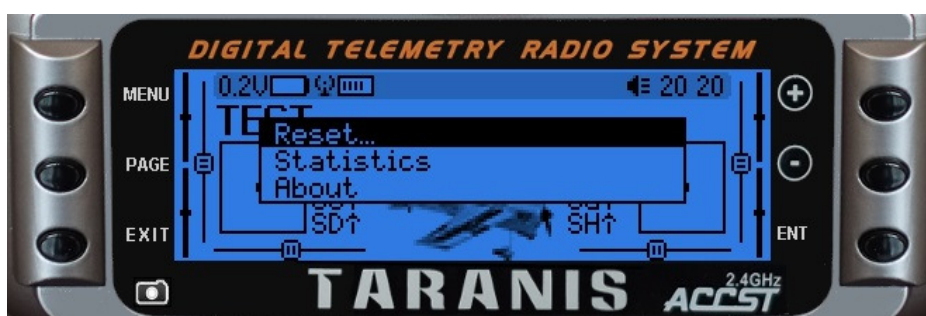 DIGITAL TELEMETRY RADIO SYSTEM
MENU
PAGE
EXIT
0.2V
20 20
Reset...
Statistics
About
SD↑
SH↑
+
-
ENT
TARANIS
2.4GHz
ACCST